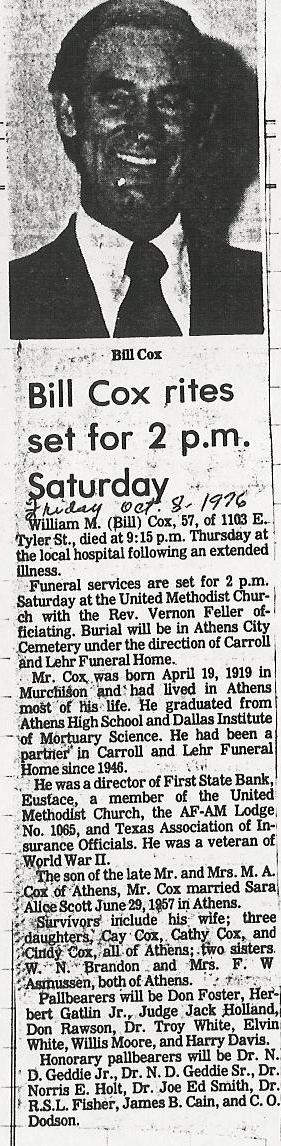 Bill Cox
Bill Cox rites
set for 2 p.m.
Saturday
Friday Oct. 8-1976
William M. (Bill) Cox, 57, of 1103 E.
Tyler St., died at 9:15 p.m. Thursday at
the local hospital following an extended
illness.
Funeral services are set for 2 p.m.
Saturday at the United Methodist Chur-
ch with the Rev. Vernon Feller of-
ficiating. Burial will be in Athens City
Cemetery under the direction of Carroll
and Lehr Funeral Home.
Mr. Cox was born April 19, 1919 in
Murchison and had lived in Athens
most of his life. He graduated from
Athens High School and Dallas Institute
of Mortuary Science. He had been a
partner in Carroll and Lehr Funeral
Home since 1946.
He was a director of First State Bank,
Eustace, a member of the United
Methodist Church, the AF-AM Lodge
No. 1065, and Texas Association of In-
surance Officials. He was a veteran of
World War II.
The son of the late Mr. and Mrs. M. A.
Cox of Athens, Mr. Cox married Sara
Alice Scott June 29, 1957 in Athens.
Survivors include his wife; three
daughters, Cay Cox, Cathy Cox, and
Cindy Cox, all of Athens; two sisters
W. N. Brandon and Mrs. F. W
Asmussen, both of Athens.
Pallbearers will be Don Foster, Her-
bert Gatlin Jr., Judge Jack Holland,
Don Rawson, Dr. Troy White, Elvin
White, Willis Moore, and Harry Davis.
Honorary pallbearers will be Dr. N.
D. Geddie Jr., Dr. N. D. Geddie Sr., Dr.
Norris E. Holt, Dr. Joe Ed Smith, Dr.
R.S.L. Fisher, James B. Cain, and C. O.
Dodson.